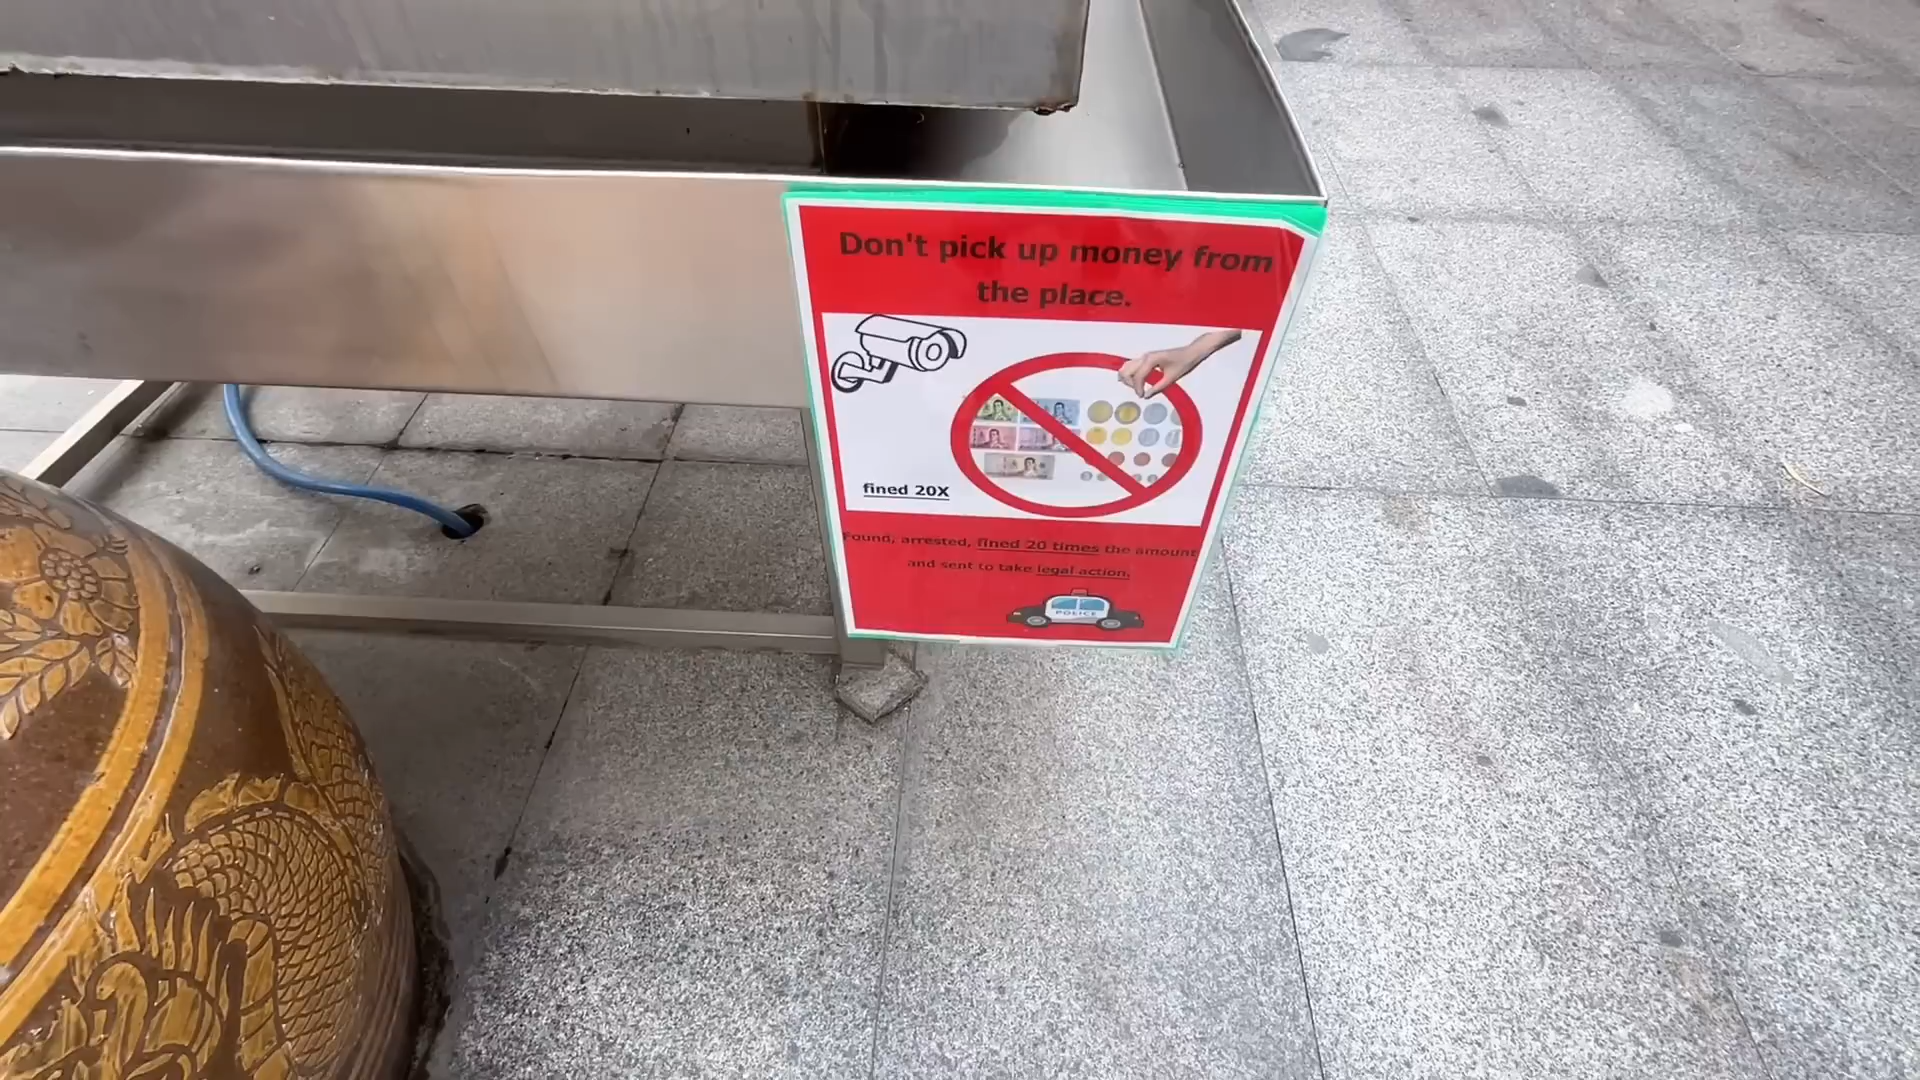 Don't pick up money from
the place.
fined 20X
Found, arrested, fined 20 times the amount
and sent to take legal action.
POLICE